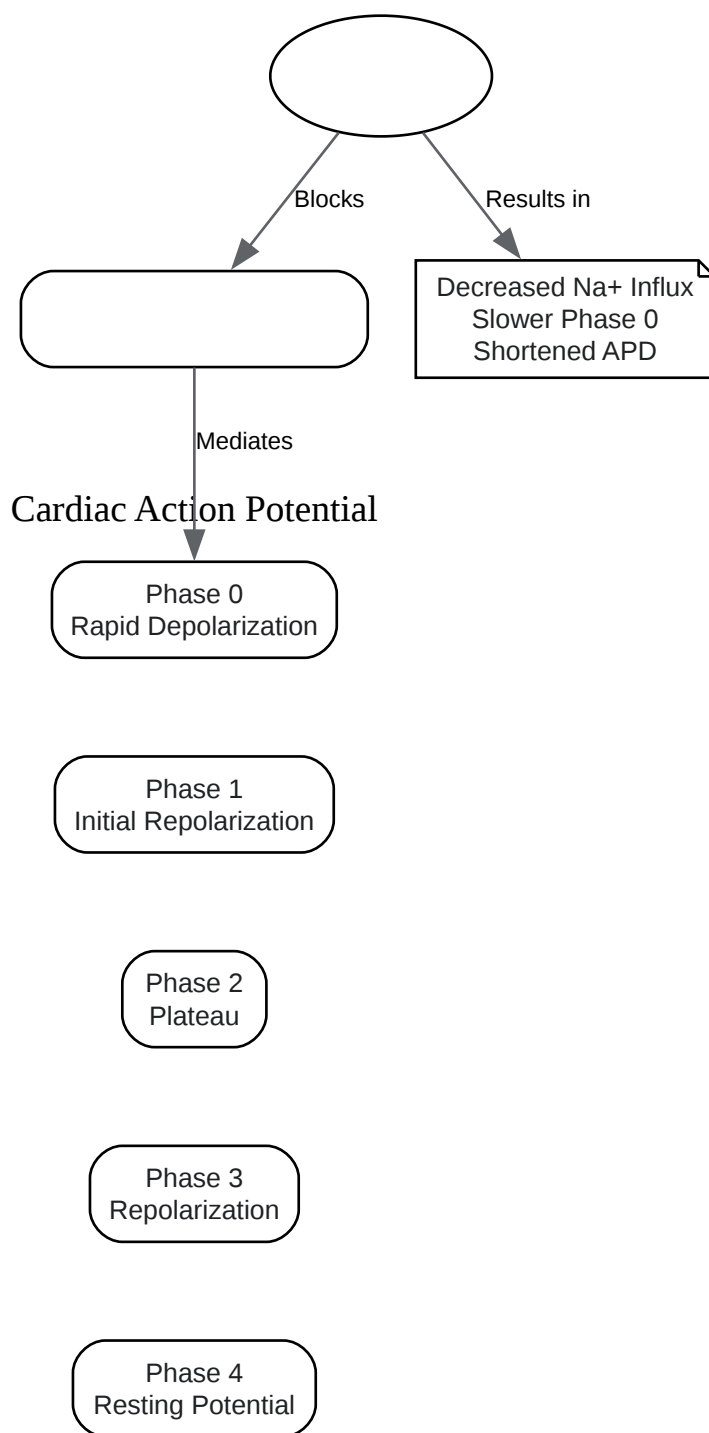 Blocks
Results in
Decreased Na+ Influx
Slower Phase 0
Shortened APD
Mediates
Cardiac Action Potential
Phase 0
Rapid Depolarization
Phase 1
Initial Repolarization
Phase 2
Plateau
Phase 3
Repolarization
Phase 4
Resting Potential